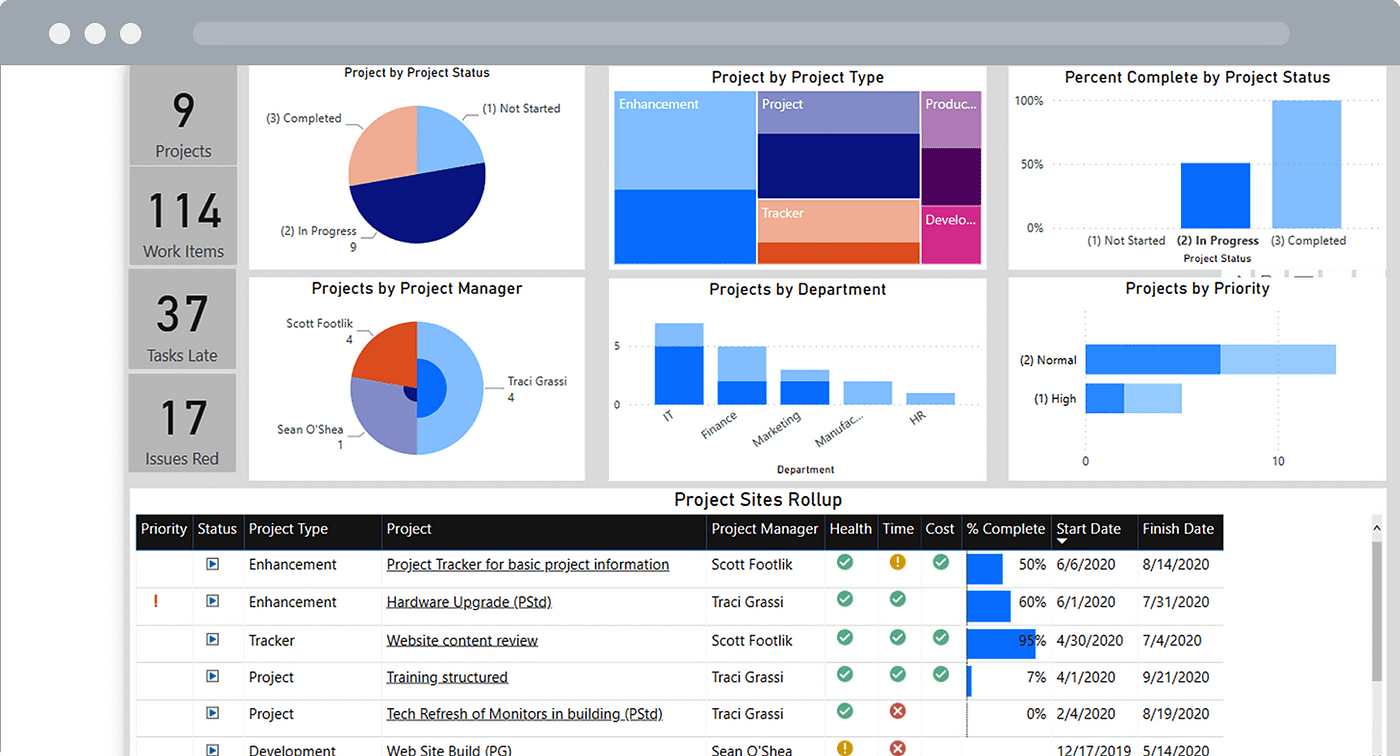 9
Projects
114
Work Items
37
Tasks Late
17
Issues Red
Project by Project Status
(3) Completed
(1) Not Started
(2) In Progress
9
Project by Project Type
Enhancement
Project
Produc...
Tracker
Develo...
Percent Complete by Project Status
100%
50%
0%
(1) Not Started (2) In Progress (3) Completed
Project Status
Projects by Project Manager
Scott Footlik
4
Traci Grassi
4
Sean O'Shea
1
Projects by Department
5
0
IT
Finance
Marketing
Manufac...
HR
Department
Projects by Priority
(2) Normal
(1) High
0 10
Project Sites Rollup
Priority Status Project Type Project Project Manager Health Time Cost % Complete Start Date Finish Date
Enhancement Project Tracker for basic project information Scott Footlik ! 50% 6/6/2020 8/14/2020
! Enhancement Hardware Upgrade (PStd) Traci Grassi 60% 6/1/2020 7/31/2020
Tracker Website content review Scott Footlik 95% 4/30/2020 7/4/2020
Project Training structured Traci Grassi 7% 4/1/2020 9/21/2020
Project Tech Refresh of Monitors in building (PStd) Traci Grassi 0% 2/4/2020 8/19/2020
Development Web Site Build (PG) Sean O'Shea ! 12/17/2019 5/14/2020